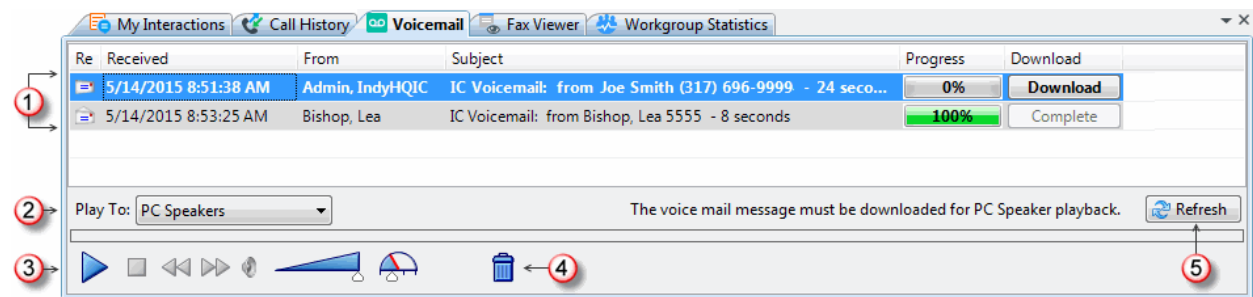 My Interactions Call History Voicemail Fax Viewer Workgroup Statistics
Re Received From Subject Progress Download
1
5/14/2015 8:51:38 AM Admin, IndyHQIC IC Voicemail: from Joe Smith (317) 696-9999 - 24 seco... 0% Download
5/14/2015 8:53:25 AM Bishop, Lea IC Voicemail: from Bishop, Lea 5555 - 8 seconds 100% Complete
2 Play To: PC Speakers The voice mail message must be downloaded for PC Speaker playback. Refresh
3 4 5